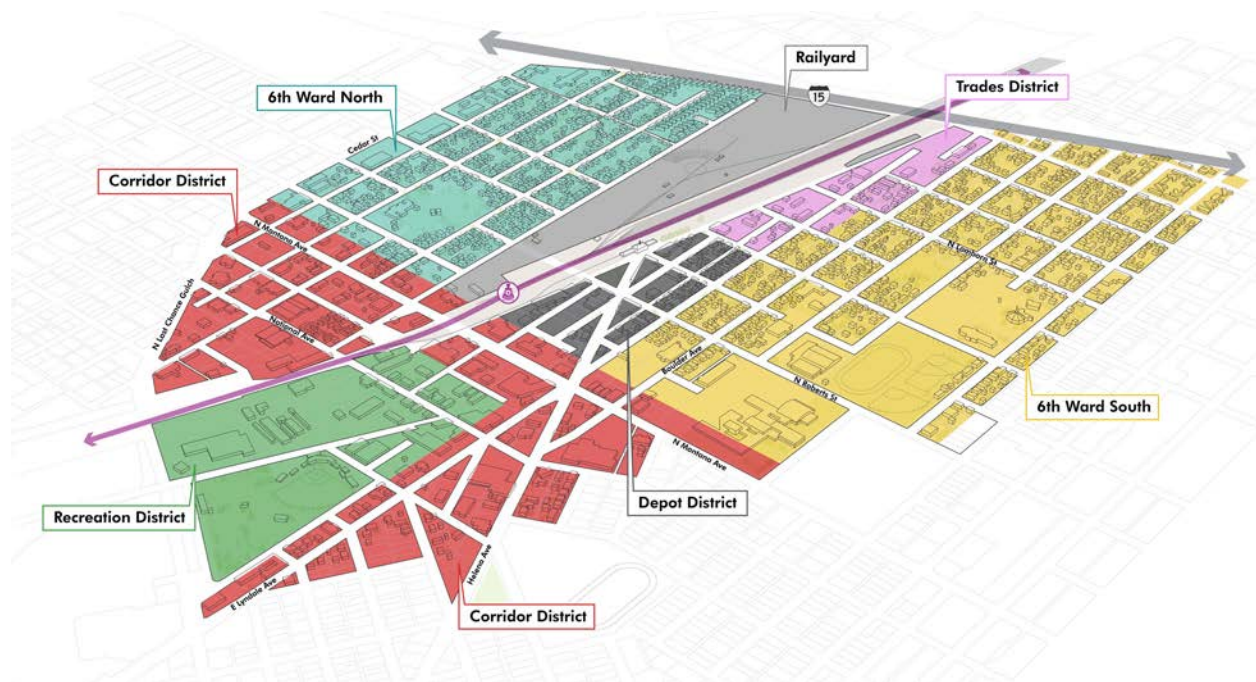 Railyard
15
Trades District
6th Ward North
Cedar St
Corridor District
N Montana Ave
N Last Chance Gulch
National Ave
N Lamborn St
Boulder Ave
N Roberts St
6th Ward South
N Montana Ave
Depot District
Recreation District
Helena Ave
E Lyndale Ave
Corridor District